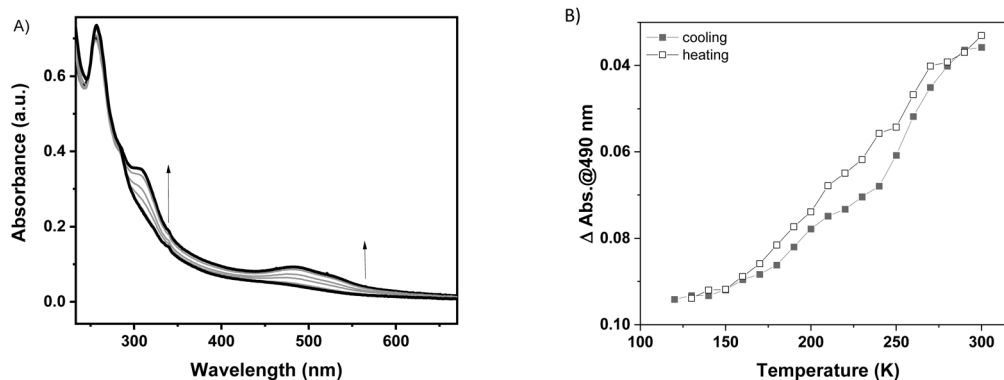 A)
0.6
0.4
0.2
0.0
Absorbance (a.u.)
300 400 500 600
Wavelength (nm)
B)
cooling
heating
0.04
0.06
0.08
0.10
Δ Abs.@490 nm
100 150 200 250 300
Temperature (K)